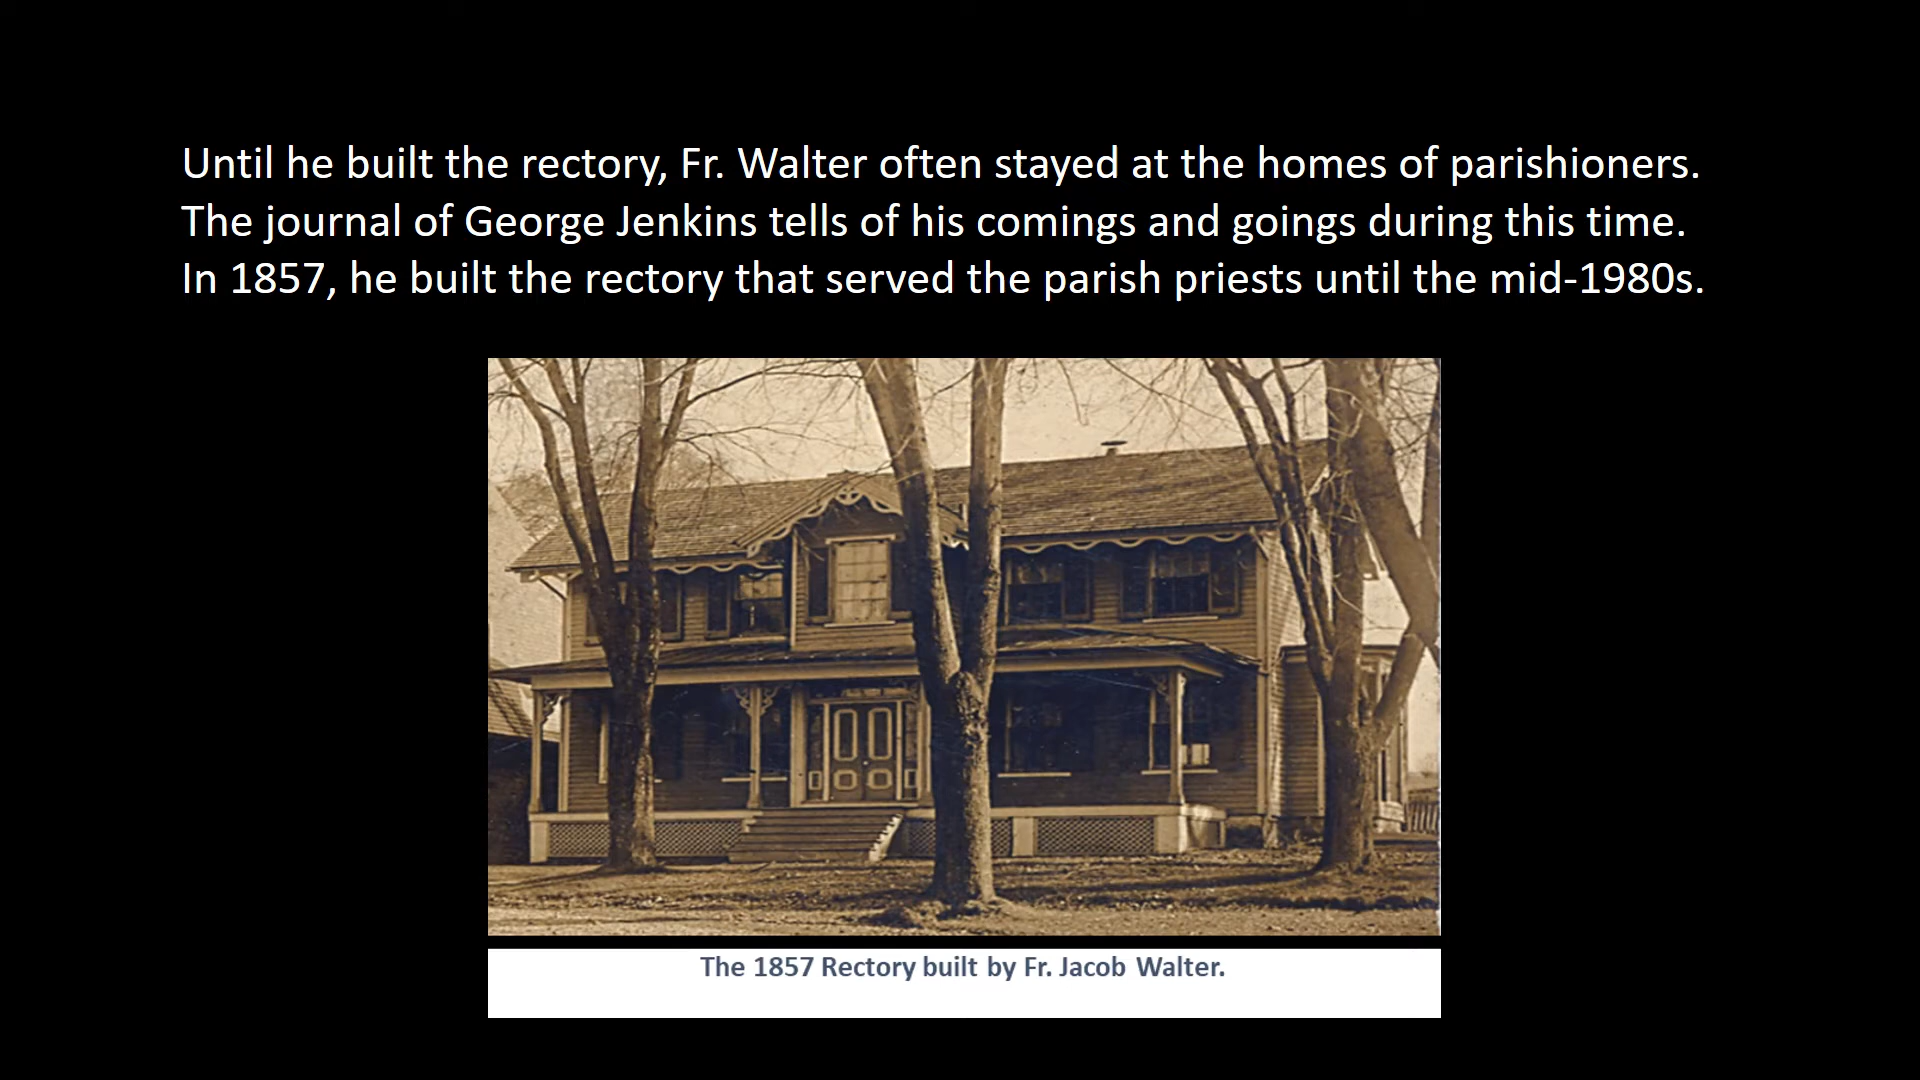 Until he built the rectory, Fr. Walter often stayed at the homes of parishioners.
The journal of George Jenkins tells of his comings and goings during this time.
In 1857, he built the rectory that served the parish priests until the mid-1980s.
The 1857 Rectory built by Fr. Jacob Walter.